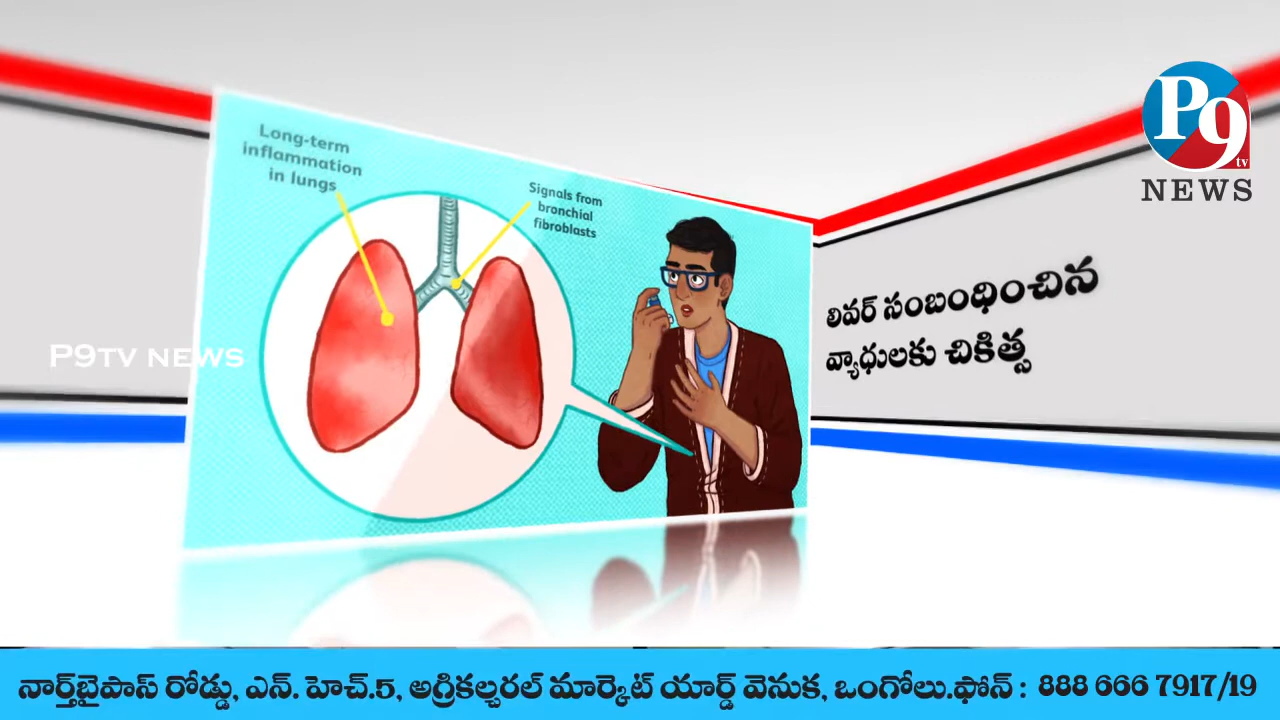 Long-term
inflammation
in lungs
Signals from
bronchial
fibroblasts
P9
tv
NEWS
లివర్ సంబంధించిన
వ్యాధులకు చికిత్స
P9TV NEWS
నార్త్‌బైపాస్ రోడ్డు, ఎన్. హెచ్.5, అగ్రికల్చరల్ మార్కెట్ యార్డ్ వెనుక, ఒంగోలు.ఫోన్ : 888 666 7917/19